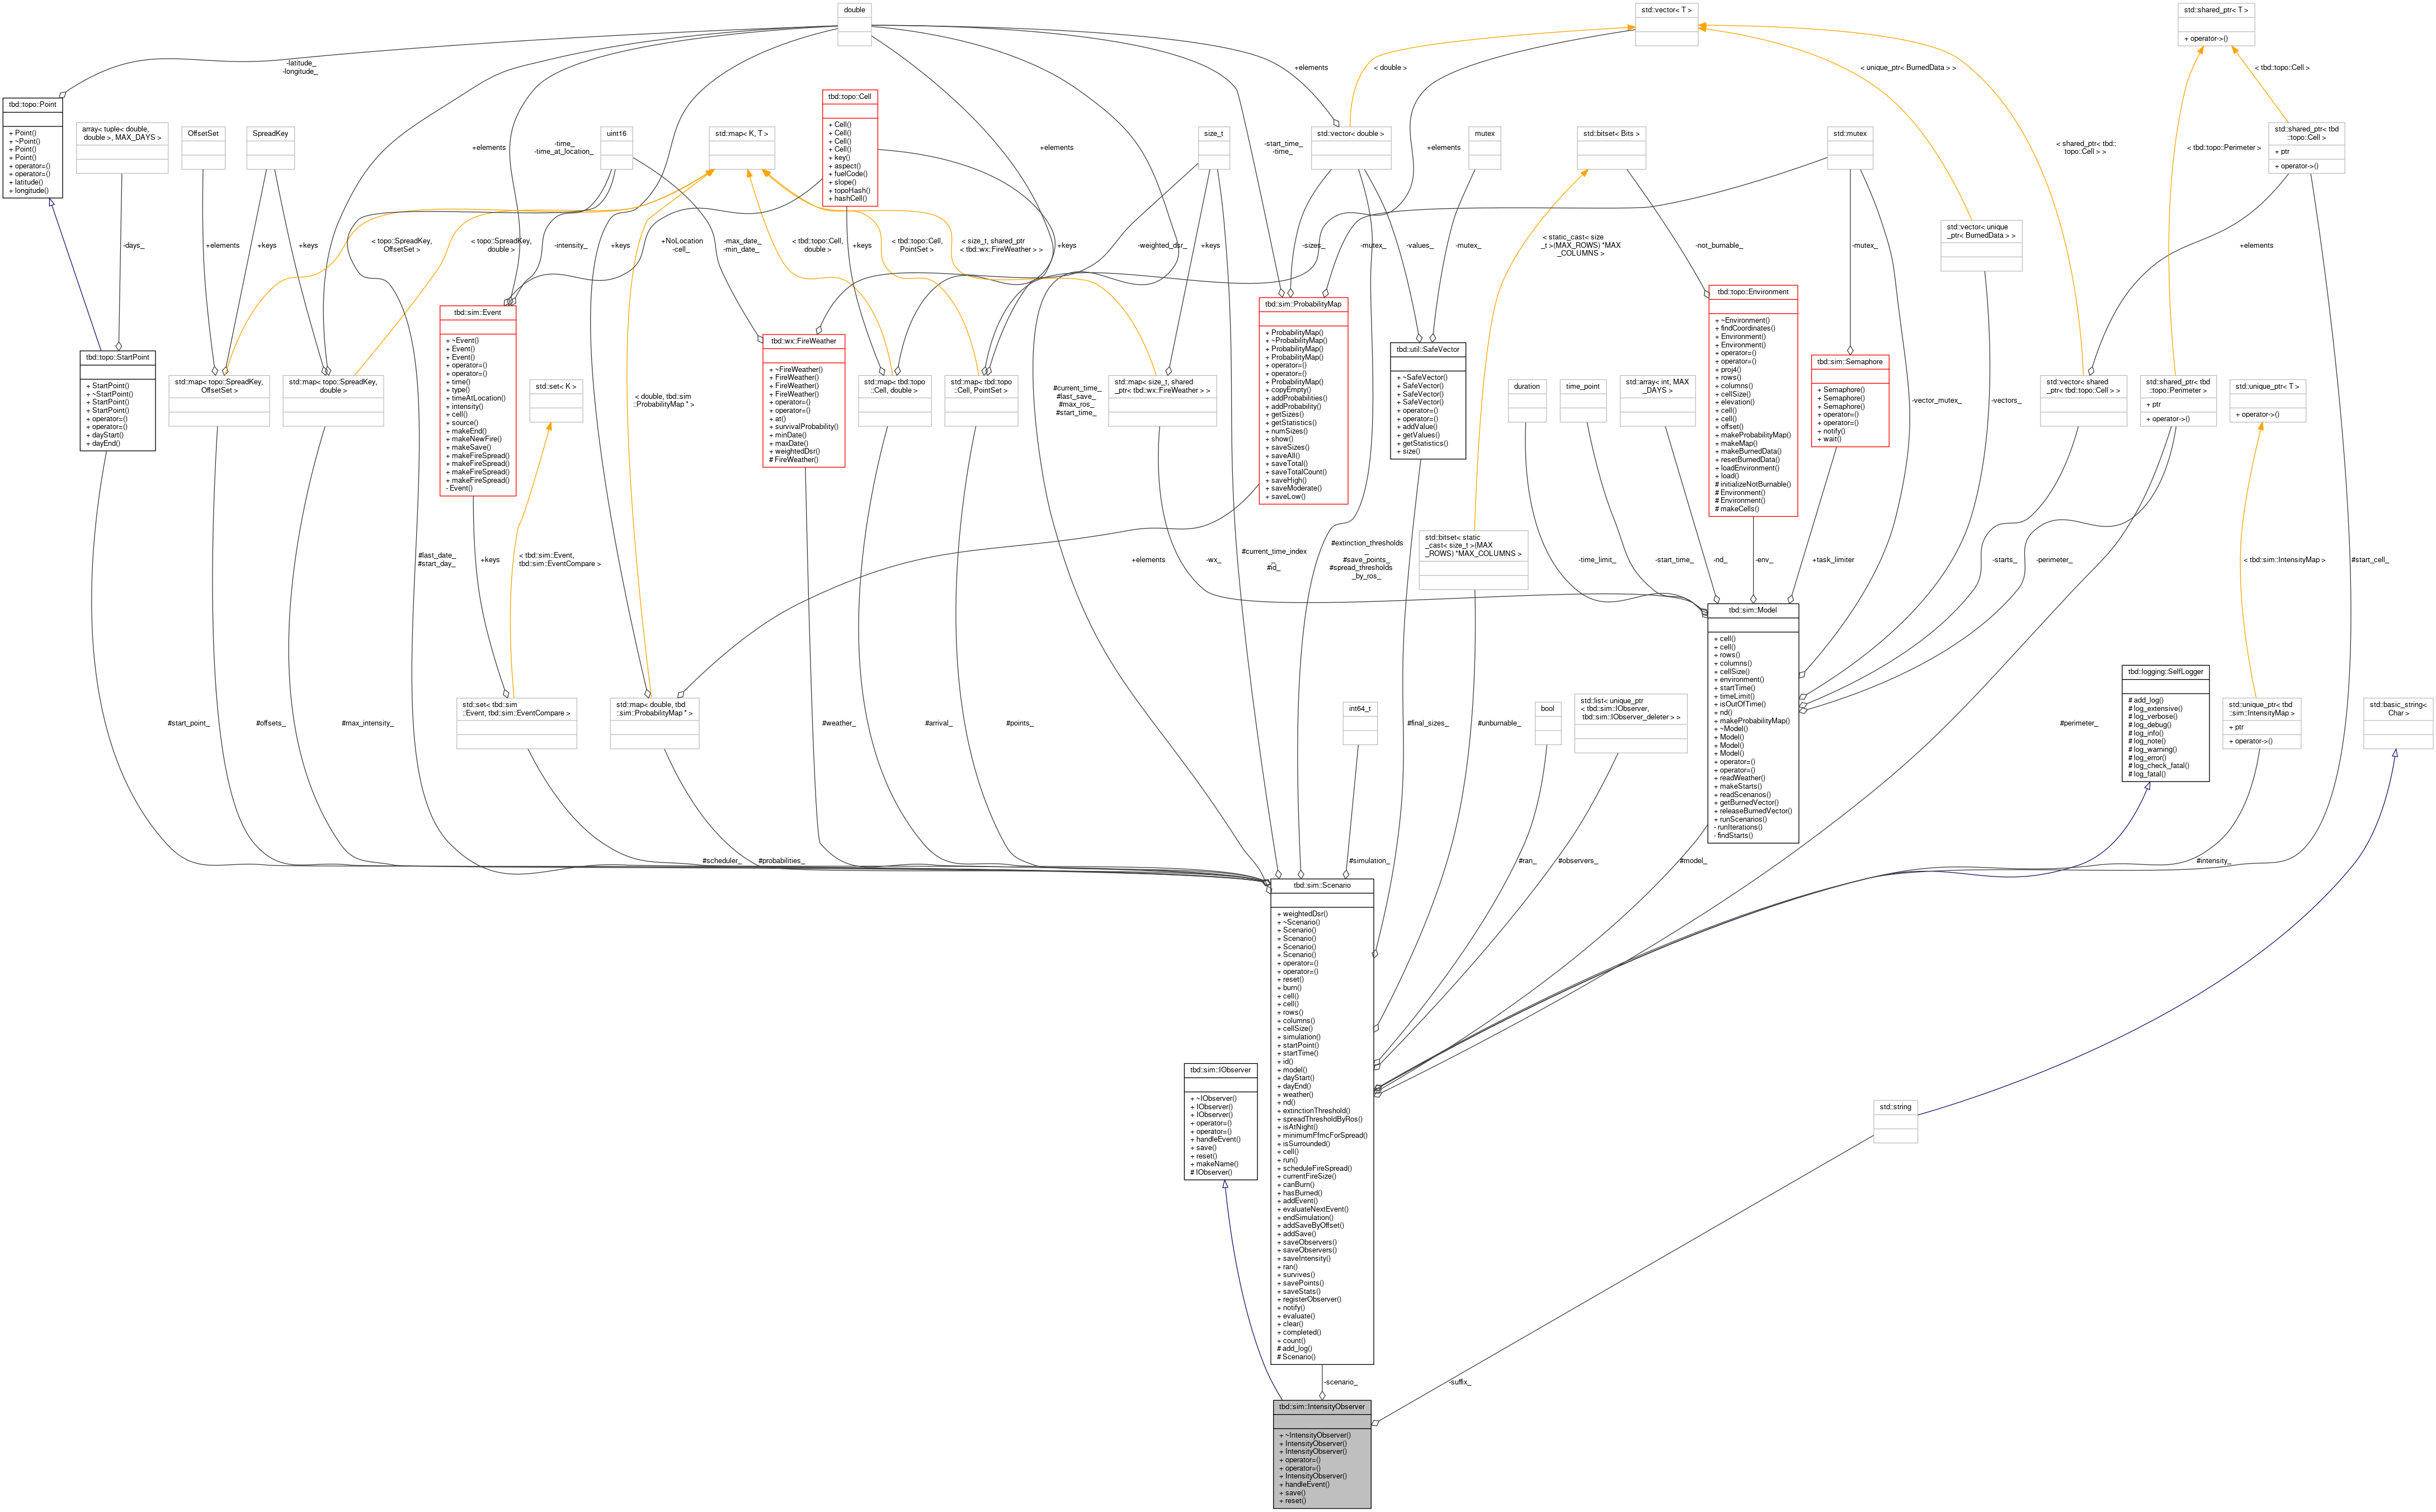 double
std::vector< T >
std::shared_ptr< T >
+ operator->()
-latitude_
-longitude_
+elements
< double >
< unique_ptr< BurnedData > >
< tbd::topo::Cell >
tbd::topo::Point
+ Point()
+ ~Point()
+ Point()
+ Point()
+ operator=()
+ operator=()
+ latitude()
+ longitude()
array< tuple< double,
double >, MAX_DAYS >
OffsetSet
SpreadKey
+elements
uint16
-time_
-time_at_location_
std::map< K, T >
tbd::topo::Cell
+ Cell()
+ Cell()
+ Cell()
+ Cell()
+ key()
+ aspect()
+ fuelCode()
+ slope()
+ topoHash()
+ hashCell()
+elements
size_t
-start_time_
-time_
std::vector< double >
+elements
mutex
std::bitset< Bits >
std::mutex
< shared_ptr< tbd::
topo::Cell > >
< tbd::topo::Perimeter >
std::shared_ptr< tbd
::topo::Cell >
+ ptr
+ operator->()
-days_
+elements
+keys
+keys
< topo::SpreadKey,
OffsetSet >
< topo::SpreadKey,
double >
-intensity_
+keys
+NoLocation
-cell_
-max_date_
-min_date_
< tbd::topo::Cell,
double >
+keys
< tbd::topo::Cell,
PointSet >
< size_t, shared_ptr
< tbd::wx::FireWeather > >
+keys
-weighted_dsr_
+keys
-sizes_
-mutex_
-values_
-mutex_
< static_cast< size
_t >(MAX_ROWS) *MAX
_COLUMNS >
-not_burnable_
-mutex_
std::vector< unique
_ptr< BurnedData > >
+elements
tbd::topo::StartPoint
+ StartPoint()
+ ~StartPoint()
+ StartPoint()
+ StartPoint()
+ operator=()
+ operator=()
+ dayStart()
+ dayEnd()
std::map< topo::SpreadKey,
OffsetSet >
std::map< topo::SpreadKey,
double >
tbd::sim::Event
+ ~Event()
+ Event()
+ Event()
+ operator=()
+ operator=()
+ time()
+ type()
+ timeAtLocation()
+ intensity()
+ cell()
+ source()
+ makeEnd()
+ makeNewFire()
+ makeSave()
+ makeFireSpread()
+ makeFireSpread()
+ makeFireSpread()
+ makeFireSpread()
- Event()
std::set< K >
< double, tbd::sim
::ProbabilityMap * >
tbd::wx::FireWeather
+ ~FireWeather()
+ FireWeather()
+ FireWeather()
+ FireWeather()
+ operator=()
+ operator=()
+ at()
+ survivalProbability()
+ minDate()
+ maxDate()
+ weightedDsr()
# FireWeather()
std::map< tbd::topo
::Cell, double >
std::map< tbd::topo
::Cell, PointSet >
#current_time_
#last_save_
#max_ros_
#start_time_
std::map< size_t, shared
_ptr< tbd::wx::FireWeather > >
tbd::sim::ProbabilityMap
+ ProbabilityMap()
+ ~ProbabilityMap()
+ ProbabilityMap()
+ ProbabilityMap()
+ operator=()
+ operator=()
+ ProbabilityMap()
+ copyEmpty()
+ addProbabilities()
+ addProbability()
+ getSizes()
+ getStatistics()
+ numSizes()
+ show()
+ saveSizes()
+ saveAll()
+ saveTotal()
+ saveTotalCount()
+ saveHigh()
+ saveModerate()
+ saveLow()
tbd::util::SafeVector
+ ~SafeVector()
+ SafeVector()
+ SafeVector()
+ SafeVector()
+ operator=()
+ operator=()
+ addValue()
+ getValues()
+ getStatistics()
+ size()
duration
time_point
std::array< int, MAX
_DAYS >
tbd::topo::Environment
+ ~Environment()
+ findCoordinates()
+ Environment()
+ Environment()
+ operator=()
+ operator=()
+ proj4()
+ rows()
+ columns()
+ cellSize()
+ elevation()
+ cell()
+ cell()
+ offset()
+ makeProbabilityMap()
+ makeMap()
+ makeBurnedData()
+ resetBurnedData()
+ loadEnvironment()
+ load()
# initializeNotBurnable()
# Environment()
# Environment()
# makeCells()
tbd::sim::Semaphore
+ Semaphore()
+ Semaphore()
+ Semaphore()
+ operator=()
+ operator=()
+ notify()
+ wait()
-vector_mutex_
-vectors_
std::vector< shared
_ptr< tbd::topo::Cell > >
std::shared_ptr< tbd
::topo::Perimeter >
+ ptr
+ operator->()
std::unique_ptr< T >
+ operator->()
#last_date_
#start_day_
+keys
< tbd::sim::Event,
tbd::sim::EventCompare >
+elements
-wx_
#current_time_index
_
#id_
#extinction_thresholds
_
#save_points_
#spread_thresholds
_by_ros_
std::bitset< static
_cast< size_t >(MAX
_ROWS) *MAX_COLUMNS >
-time_limit_
-start_time_
-nd_
-env_
+task_limiter
-starts_
-perimeter_
< tbd::sim::IntensityMap >
#start_cell_
tbd::sim::Model
+ cell()
+ cell()
+ rows()
+ columns()
+ cellSize()
+ environment()
+ startTime()
+ timeLimit()
+ isOutOfTime()
+ nd()
+ makeProbabilityMap()
+ ~Model()
+ Model()
+ Model()
+ Model()
+ operator=()
+ operator=()
+ readWeather()
+ makeStarts()
+ readScenarios()
+ getBurnedVector()
+ releaseBurnedVector()
+ runScenarios()
- runIterations()
- findStarts()
#start_point_
#offsets_
#max_intensity_
std::set< tbd::sim
::Event, tbd::sim::EventCompare >
std::map< double, tbd
::sim::ProbabilityMap * >
#weather_
#arrival_
#points_
int64_t
#final_sizes_
#unburnable_
bool
std::list< unique_ptr
< tbd::sim::IObserver,
tbd::sim::IObserver_deleter > >
#perimeter_
tbd::logging::SelfLogger
# add_log()
# log_extensive()
# log_verbose()
# log_debug()
# log_info()
# log_note()
# log_warning()
# log_error()
# log_check_fatal()
# log_fatal()
std::unique_ptr< tbd
::sim::IntensityMap >
+ ptr
+ operator->()
std::basic_string<
Char >
#scheduler_
#probabilities_
#simulation_
#ran_
#observers_
#model_
#intensity_
tbd::sim::Scenario
+ weightedDsr()
+ ~Scenario()
+ Scenario()
+ Scenario()
+ Scenario()
+ Scenario()
+ operator=()
+ operator=()
+ reset()
+ burn()
+ cell()
+ cell()
+ rows()
+ columns()
+ cellSize()
+ simulation()
+ startPoint()
+ startTime()
+ id()
+ model()
+ dayStart()
+ dayEnd()
+ weather()
+ nd()
+ extinctionThreshold()
+ spreadThresholdByRos()
+ isAtNight()
+ minimumFfmcForSpread()
+ isSurrounded()
+ cell()
+ run()
+ scheduleFireSpread()
+ currentFireSize()
+ canBurn()
+ hasBurned()
+ addEvent()
+ evaluateNextEvent()
+ endSimulation()
+ addSaveByOffset()
+ addSave()
+ saveObservers()
+ saveObservers()
+ saveIntensity()
+ ran()
+ survives()
+ savePoints()
+ saveStats()
+ registerObserver()
+ notify()
+ evaluate()
+ clear()
+ completed()
+ count()
# add_log()
# Scenario()
tbd::sim::IObserver
+ ~IObserver()
+ IObserver()
+ IObserver()
+ operator=()
+ operator=()
+ handleEvent()
+ save()
+ reset()
+ makeName()
# IObserver()
std::string
-scenario_
-suffix_
tbd::sim::IntensityObserver
+ ~IntensityObserver()
+ IntensityObserver()
+ IntensityObserver()
+ operator=()
+ operator=()
+ IntensityObserver()
+ handleEvent()
+ save()
+ reset()